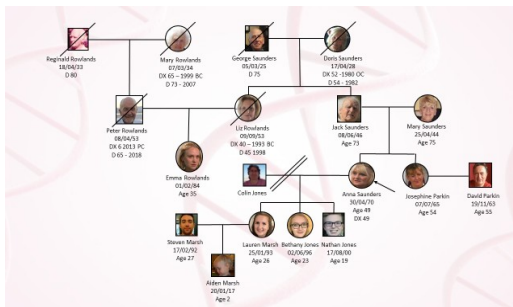 Reginald Rowlands
18/04/33
D 80
Mary Rowlands
07/03/34
DX 65 – 1999 BC
D 73 - 2007
George Saunders
05/03/25
D 75
Doris Saunders
17/04/28
DX 52 -1980 OC
D 54 - 1982
Peter Rowlands
08/04/53
DX 6 2013 PC
D 65 - 2018
Liz Rowlands
09/09/53
DX 40 – 1993 BC
D 45 1998
Jack Saunders
08/06/46
Age 73
Mary Saunders
25/04/44
Age 75
Emma Rowlands
01/02/84
Age 35
Colin Jones
Anna Saunders
30/04/70
Age 49
DX 49
Josephine Parkin
07/07/65
Age 54
David Parkin
19/11/63
Age 55
Steven Marsh
17/02/92
Age 27
Lauren Marsh
25/01/93
Age 26
Bethany Jones
02/06/96
Age 23
Nathan Jones
17/08/00
Age 19
Aiden Marsh
20/01/17
Age 2